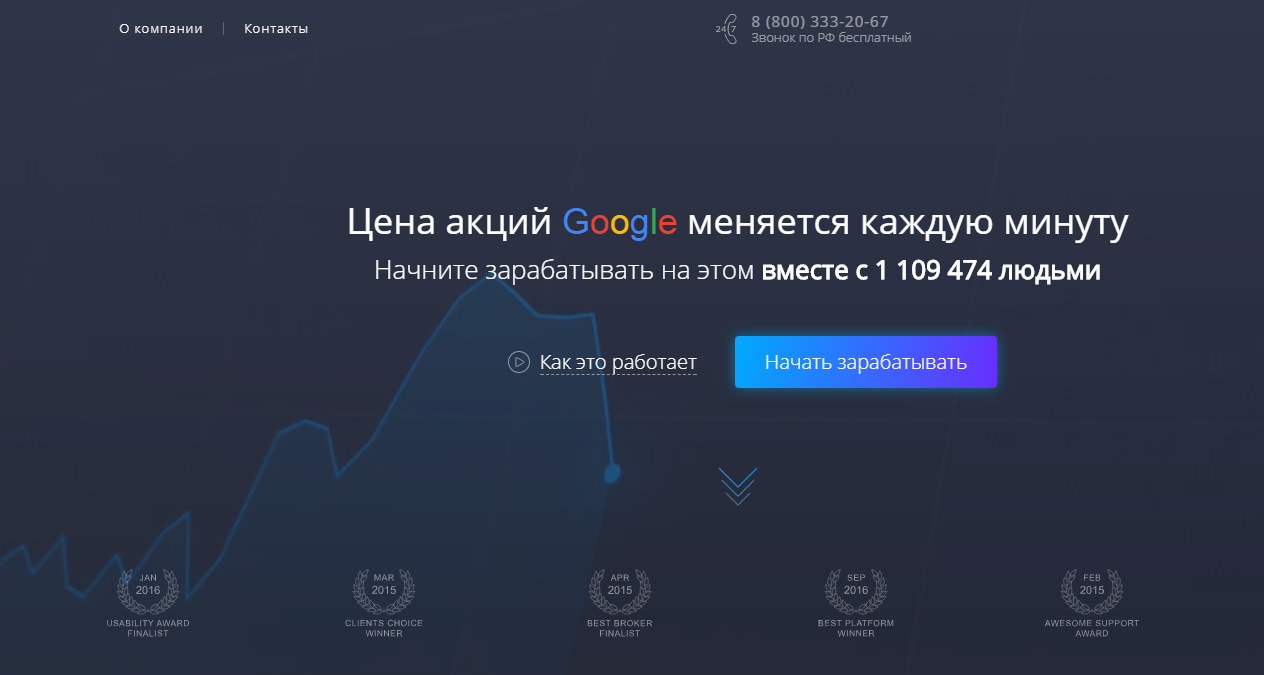 О компании
Контакты
24 7
8 (800) 333-20-67
Звонок по РФ бесплатный
Цена акций Google меняется каждую минуту
Начните зарабатывать на этом вместе с 1 109 474 людьми
Как это работает
Начать зарабатывать
JAN
2016
USABILITY AWARD
FINALIST
MAR
2015
CLIENTS CHOICE
WINNER
APR
2015
BEST BROKER
FINALIST
SEP
2016
BEST PLATFORM
WINNER
FEB
2015
AWESOME SUPPORT
AWARD